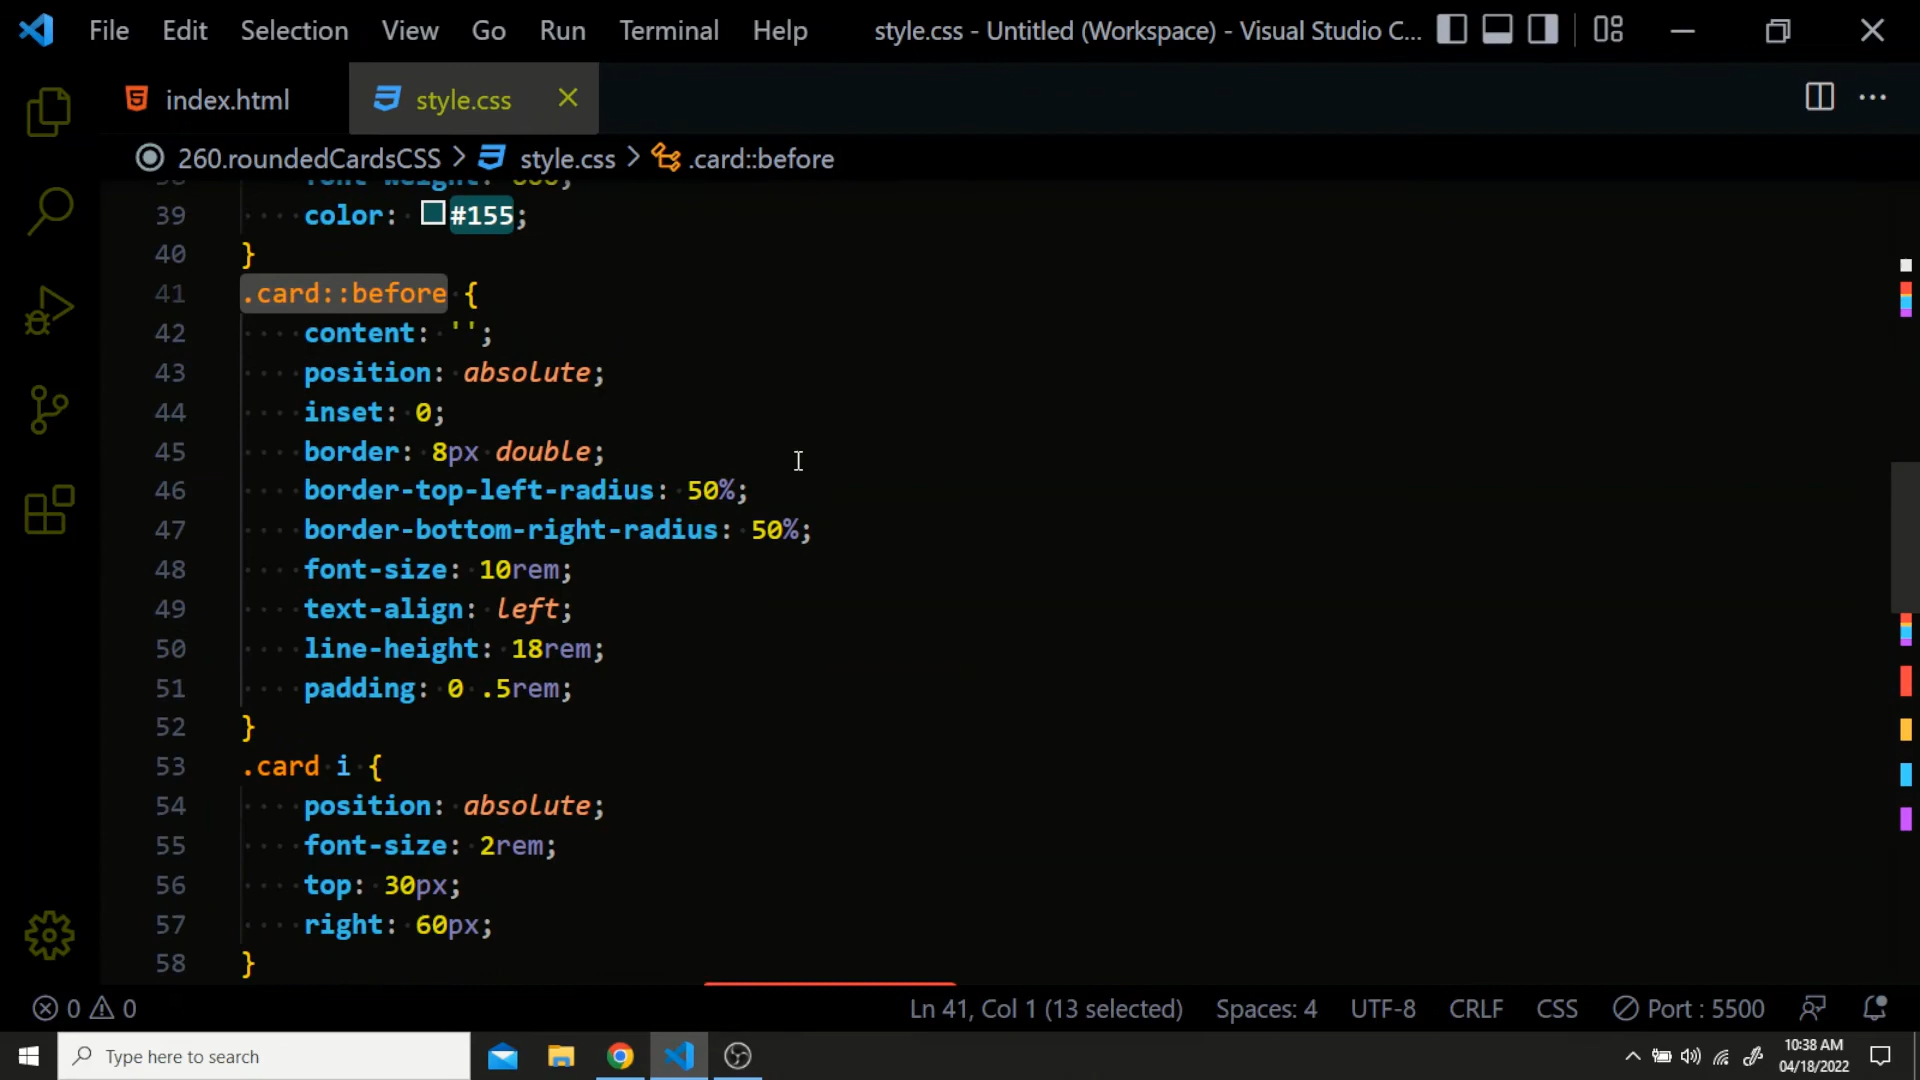 File Edit Selection View Go Run Terminal Help style.css - Untitled (Workspace) - Visual Studio C...
index.html style.css
260.roundedCardsCSS > style.css > .card::before
39 color: #155;
40 }
41 .card::before {
42 content: '';
43 position: absolute;
44 inset: 0;
45 border: 8px double;
46 border-top-left-radius: 50%;
47 border-bottom-right-radius: 50%;
48 font-size: 10rem;
49 text-align: left;
50 line-height: 18rem;
51 padding: 0 .5rem;
52 }
53 .card i {
54 position: absolute;
55 font-size: 2rem;
56 top: 30px;
57 right: 60px;
58 }
0 0 Ln 41, Col 1 (13 selected) Spaces: 4 UTF-8 CRLF CSS Port : 5500
Type here to search
10:38 AM
04/18/2022